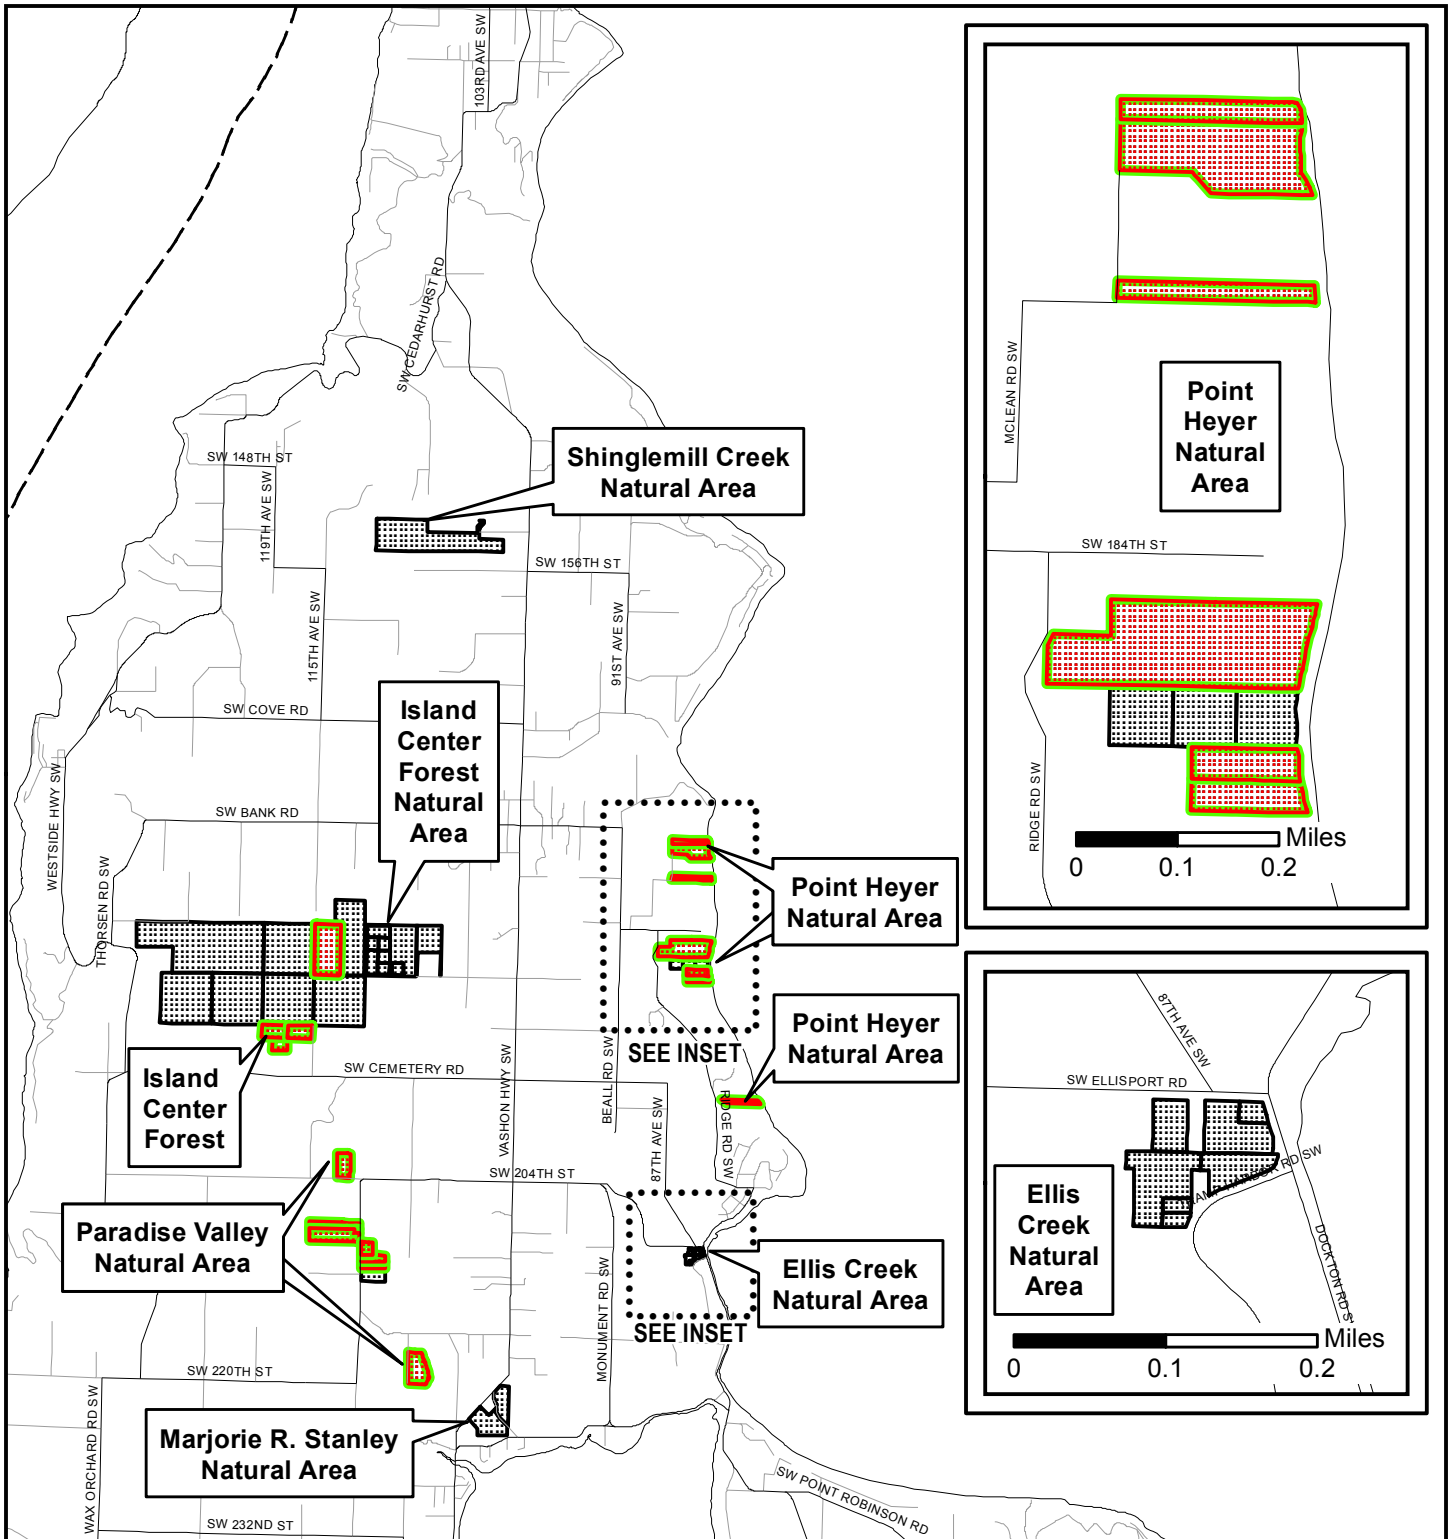 103RD AVE SW
SW CEDARHURST RD
SW 148TH ST
119TH AVE SW
Shinglemill Creek
Natural Area
SW 156TH ST
115TH AVE SW
91ST AVE SW
SW COVE RD
Island
Center
Forest
Natural
Area
WESTSIDE HWY SW
SW BANK RD
THORSEN RD SW
Point Heyer
Natural Area
SEE INSET
Point Heyer
Natural Area
Island
Center
Forest
SW CEMETERY RD
VASHON HWY SW
BEALL RD SW
87TH AVE SW
RIDGE RD SW
SW 204TH ST
Paradise Valley
Natural Area
Ellis Creek
Natural Area
SEE INSET
MONUMENT RD SW
SW 220TH ST
WAX ORCHARD RD SW
Marjorie R. Stanley
Natural Area
SW POINT ROBINSON RD
SW 232ND ST
MCLEAN RD SW
Point
Heyer
Natural
Area
SW 184TH ST
RIDGE RD SW
Miles
0 0.1 0.2
87TH AVE SW
SW ELLISPORT RD
RD SW
Ellis
Creek
Natural
Area
DOCKTON RD S
Miles
0 0.1 0.2